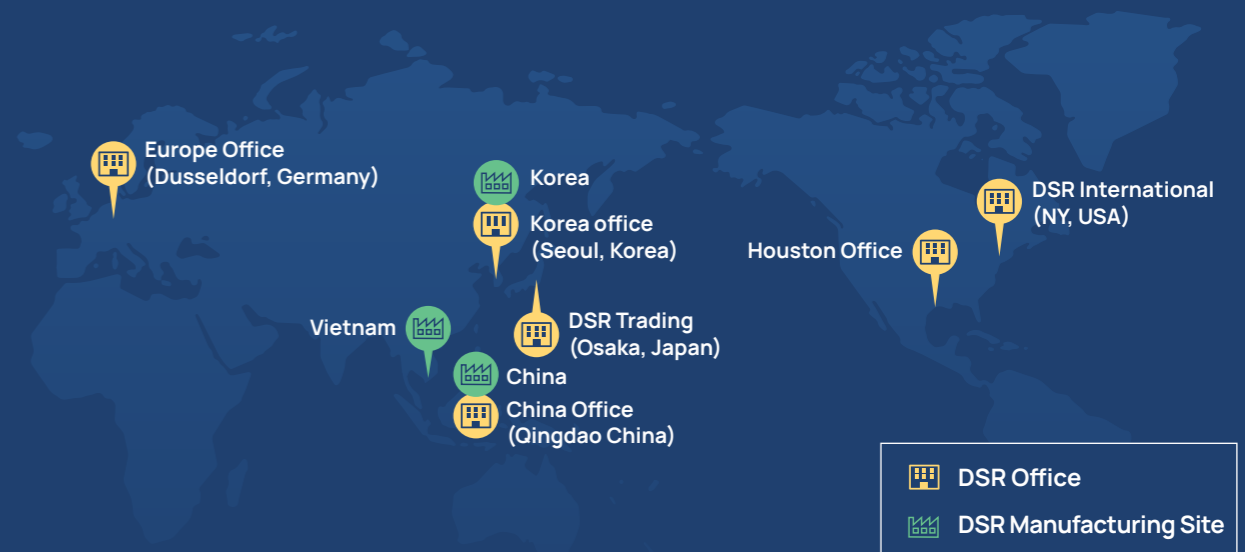 Europe Office
(Dusseldorf, Germany)
Korea
Korea office
(Seoul, Korea)
DSR International
(NY, USA)
Houston Office
Vietnam
DSR Trading
(Osaka, Japan)
China
China Office
(Qingdao China)
DSR Office
DSR Manufacturing Site